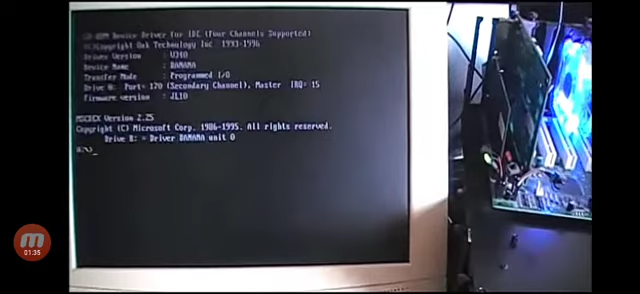 CD-ROM Device Driver for IDE (Four Channels Supported)
(C)Copyright Oak Technology Inc. 1993-1996
Driver Version : V340
Device Name : BANANA
Transfer Mode : Programmed I/O
Drive 0: Port= 170 (Secondary Channel), Master IRQ= 15
Firmware version : JL10
MSCDEX Version 2.25
Copyright (C) Microsoft Corp. 1986-1995. All rights reserved.
Drive R: = Driver BANANA unit 0
A:\>_
01:35